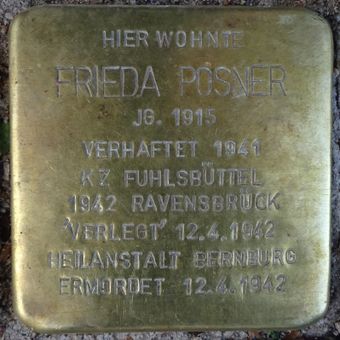 HIER WOHNTE
FRIEDA POSNER
JG. 1915
VERHAFTET 1941
KZ FUHLSBÜTTEL
1942 RAVENSBRÜCK
'VERLEGT' 12.4.1942
HEILANSTALT BERNBURG
ERMORDET 12.4.1942